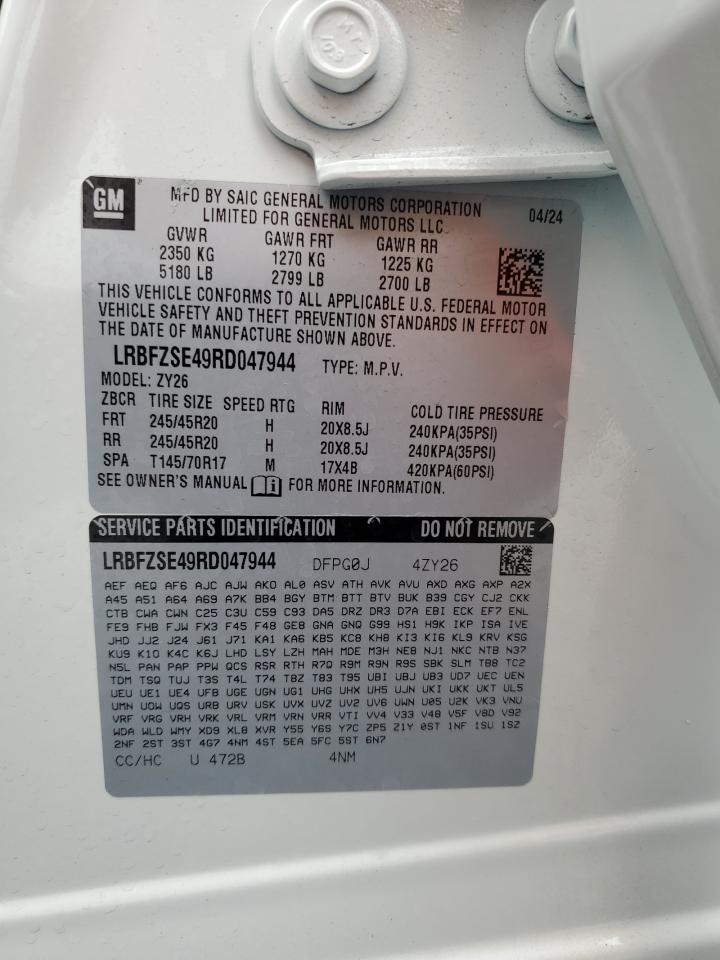 GM
MFD BY SAIC GENERAL MOTORS CORPORATION
LIMITED FOR GENERAL MOTORS LLC
04/24
GVWR GAWR FRT GAWR RR
2350 KG 1270 KG 1225 KG
5180 LB 2799 LB 2700 LB
THIS VEHICLE CONFORMS TO ALL APPLICABLE U.S. FEDERAL MOTOR
VEHICLE SAFETY AND THEFT PREVENTION STANDARDS IN EFFECT ON
THE DATE OF MANUFACTURE SHOWN ABOVE.
LRBFZSE49RD047944 TYPE: M.P.V.
MODEL: ZY26
ZBCR TIRE SIZE SPEED RTG RIM COLD TIRE PRESSURE
FRT 245/45R20 H 20X8.5J 240KPA(35PSI)
RR 245/45R20 H 20X8.5J 240KPA(35PSI)
SPA T145/70R17 M 17X4B 420KPA(60PSI)
SEE OWNER'S MANUAL FOR MORE INFORMATION.
SERVICE PARTS IDENTIFICATION DO NOT REMOVE
LRBFZSE49RD047944 DFPG0J 4ZY26
AEF AEQ AF6 AJC AJW AKO AL0 ASV ATH AVK AVU AXD AXG AXP A2X
A45 A51 A64 A69 A7K BB4 BGY BTM BTT BTV BUK B39 CGY CJ2 CKK
CTB CWA CWN C25 C3U C59 C93 DA5 DRZ DR3 D7A EBI ECK EF7 ENL
FE9 FHB FJW F3X F45 F48 GE8 GNA GNQ G99 HS1 H9K IKP ISA IVE
JHD JJ2 J24 J61 J71 KA1 KA6 KB5 KC8 KH8 KI3 KI6 KL9 KRV KSG
KU9 K10 K4C K6J LHD LSY LZH MAH MDE M3H NE8 NJ1 NKC NTB N37
N5L PAN PAP PPW QCS RSR RTH R7Q R9M R9N R9S SBK SLM TB8 TC2
TDM TSQ TUJ T3S T4L T74 T8Z T83 T95 UBI UBJ UB3 UD7 UEC UEN
UEU UE1 UE4 UFB UGE UGN UG1 UHG UHX UH5 UJN UKI UKK UKT UL5
UMN UOW UQS URB URV USK UVX UVZ UV2 UV6 UWN U05 U2K VK3 VNU
VRF VRG VRH VRK VRL VRM VRN VRR VTI VV4 V33 V48 V5F V8D V92
WDA WLD WMY XD9 XL8 XVR Y55 Y6S Y7C ZP5 Z1Y 0ST 1NF 1SU 1SZ
2NF 2ST 3ST 4G7 4NM 4ST 5EA 5FC 5ST 6N7
CC/HC U 472B 4NM